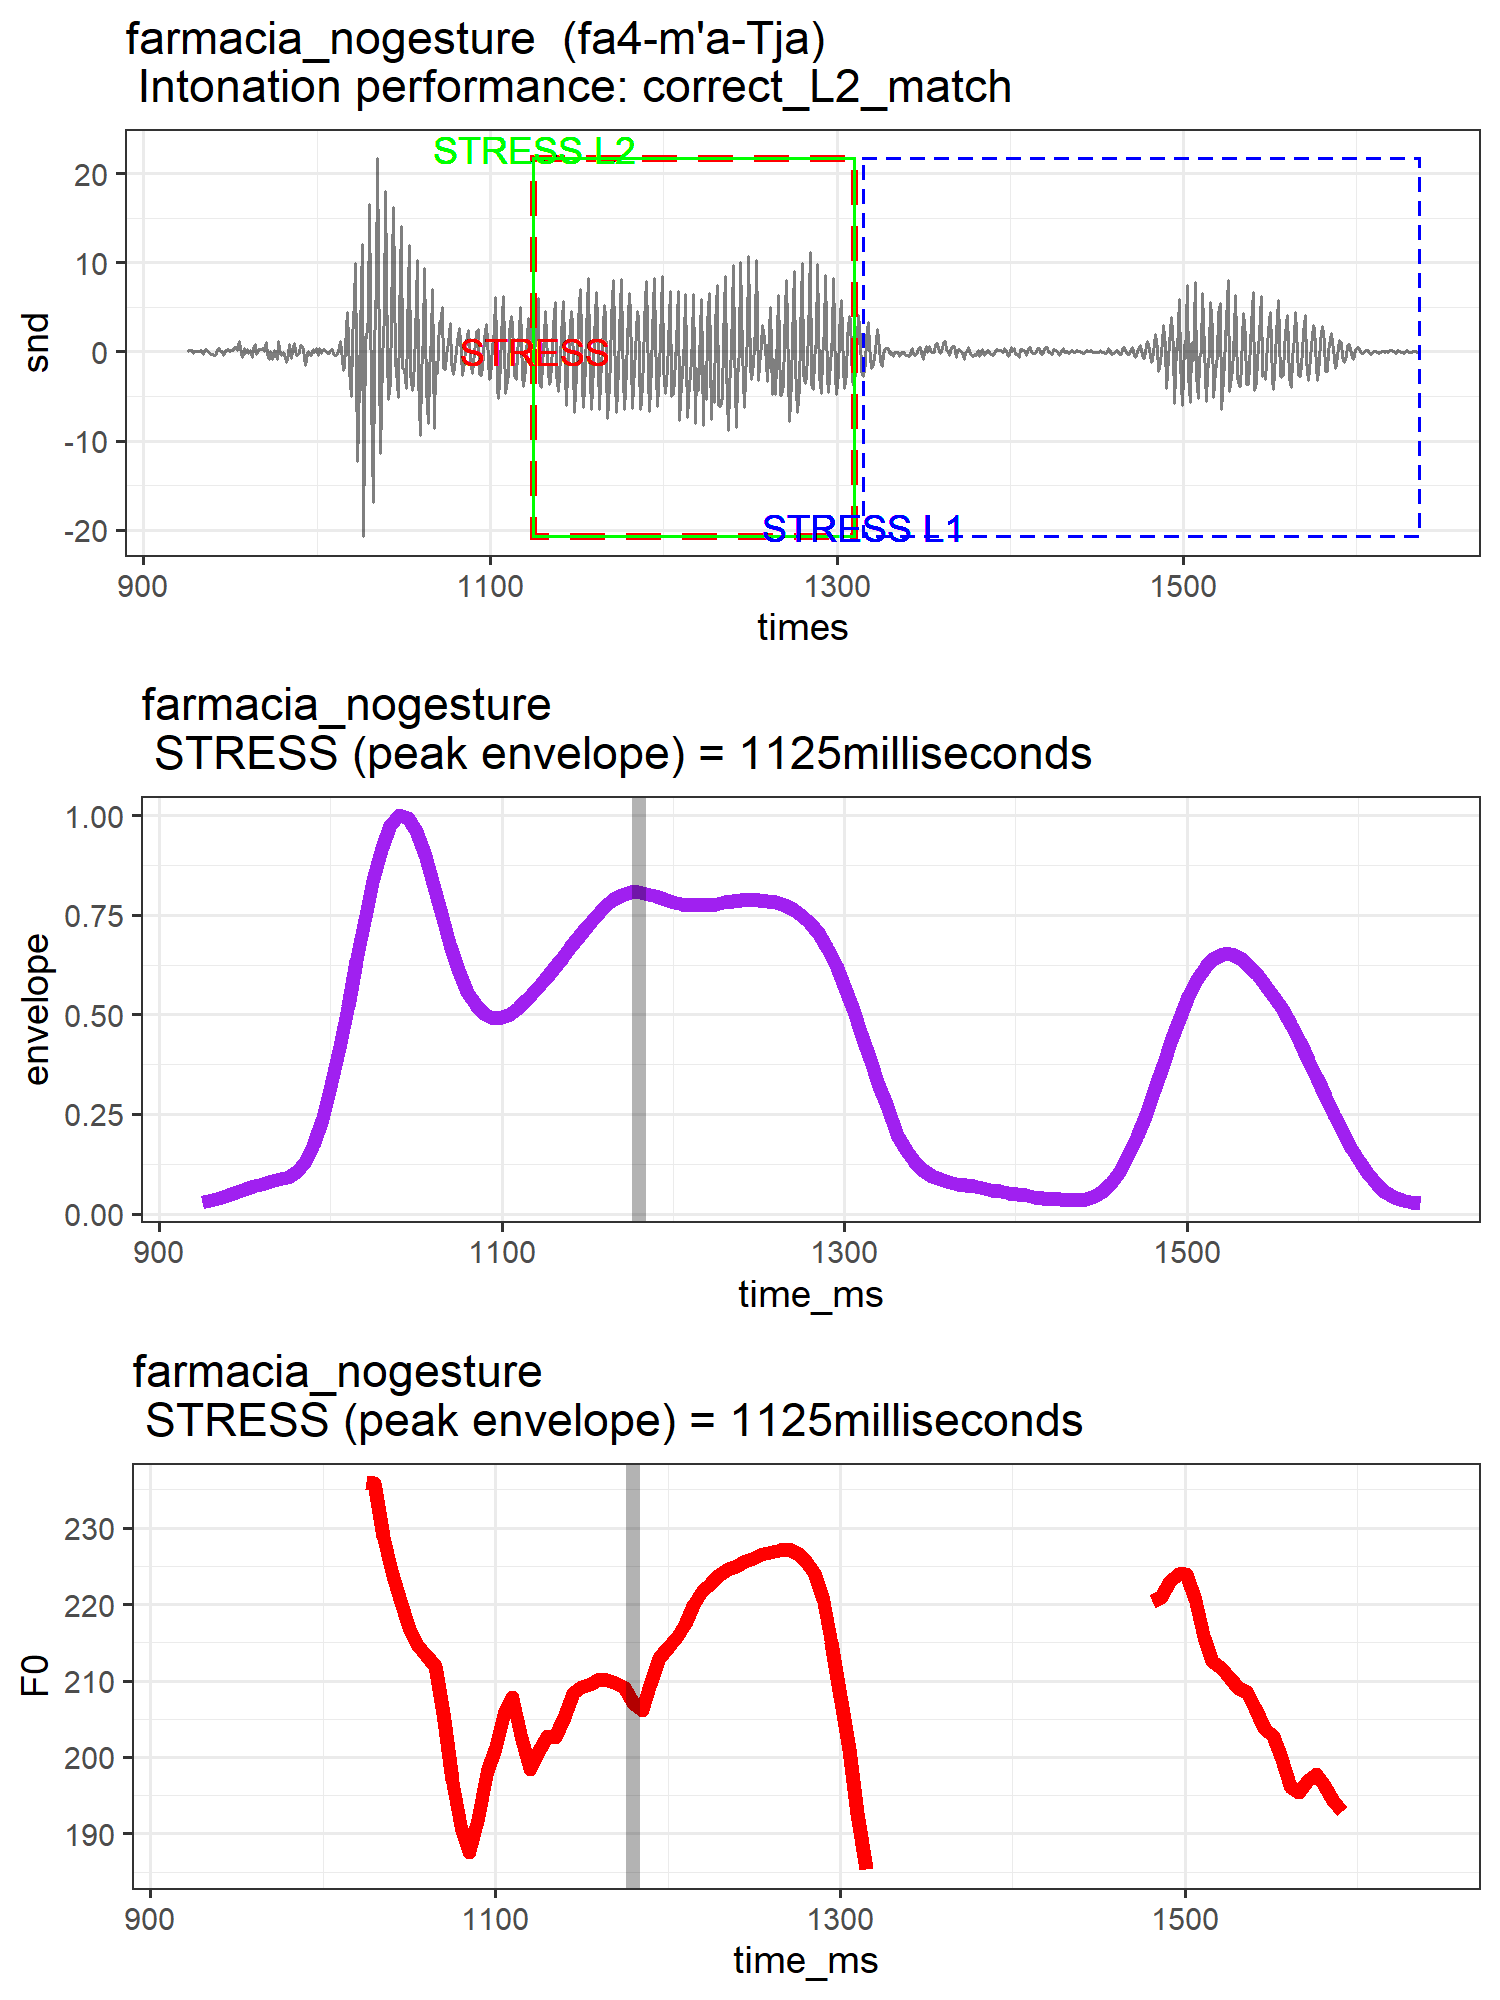 farmacia_nogesture  (fa4-m'a-Tja)
Intonation performance: correct_L2_match
STRESS L2
STRESS
STRESS L1
snd
20
10
0
-10
-20
900 1100 1300 1500
times
farmacia_nogesture
STRESS (peak envelope) = 1125milliseconds
envelope
1.00
0.75
0.50
0.25
0.00
900 1100 1300 1500
time_ms
farmacia_nogesture
STRESS (peak envelope) = 1125milliseconds
F0
230
220
210
200
190
900 1100 1300 1500
time_ms